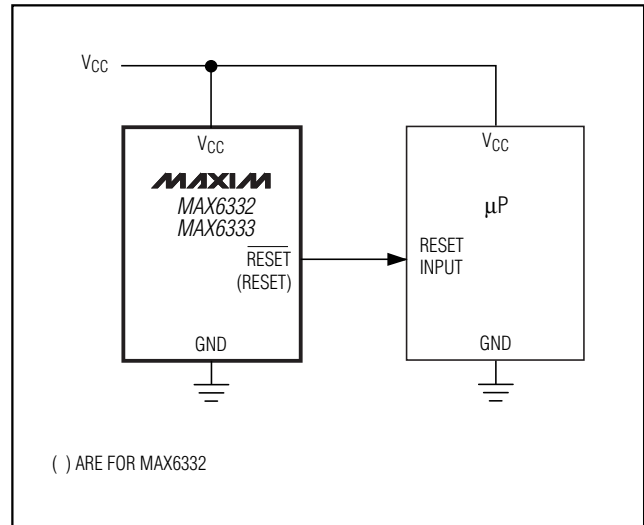 VCC
VCC
MAXIM
MAX6332
MAX6333
RESET
(RESET)
GND
VCC
μP
RESET
INPUT
GND
( ) ARE FOR MAX6332